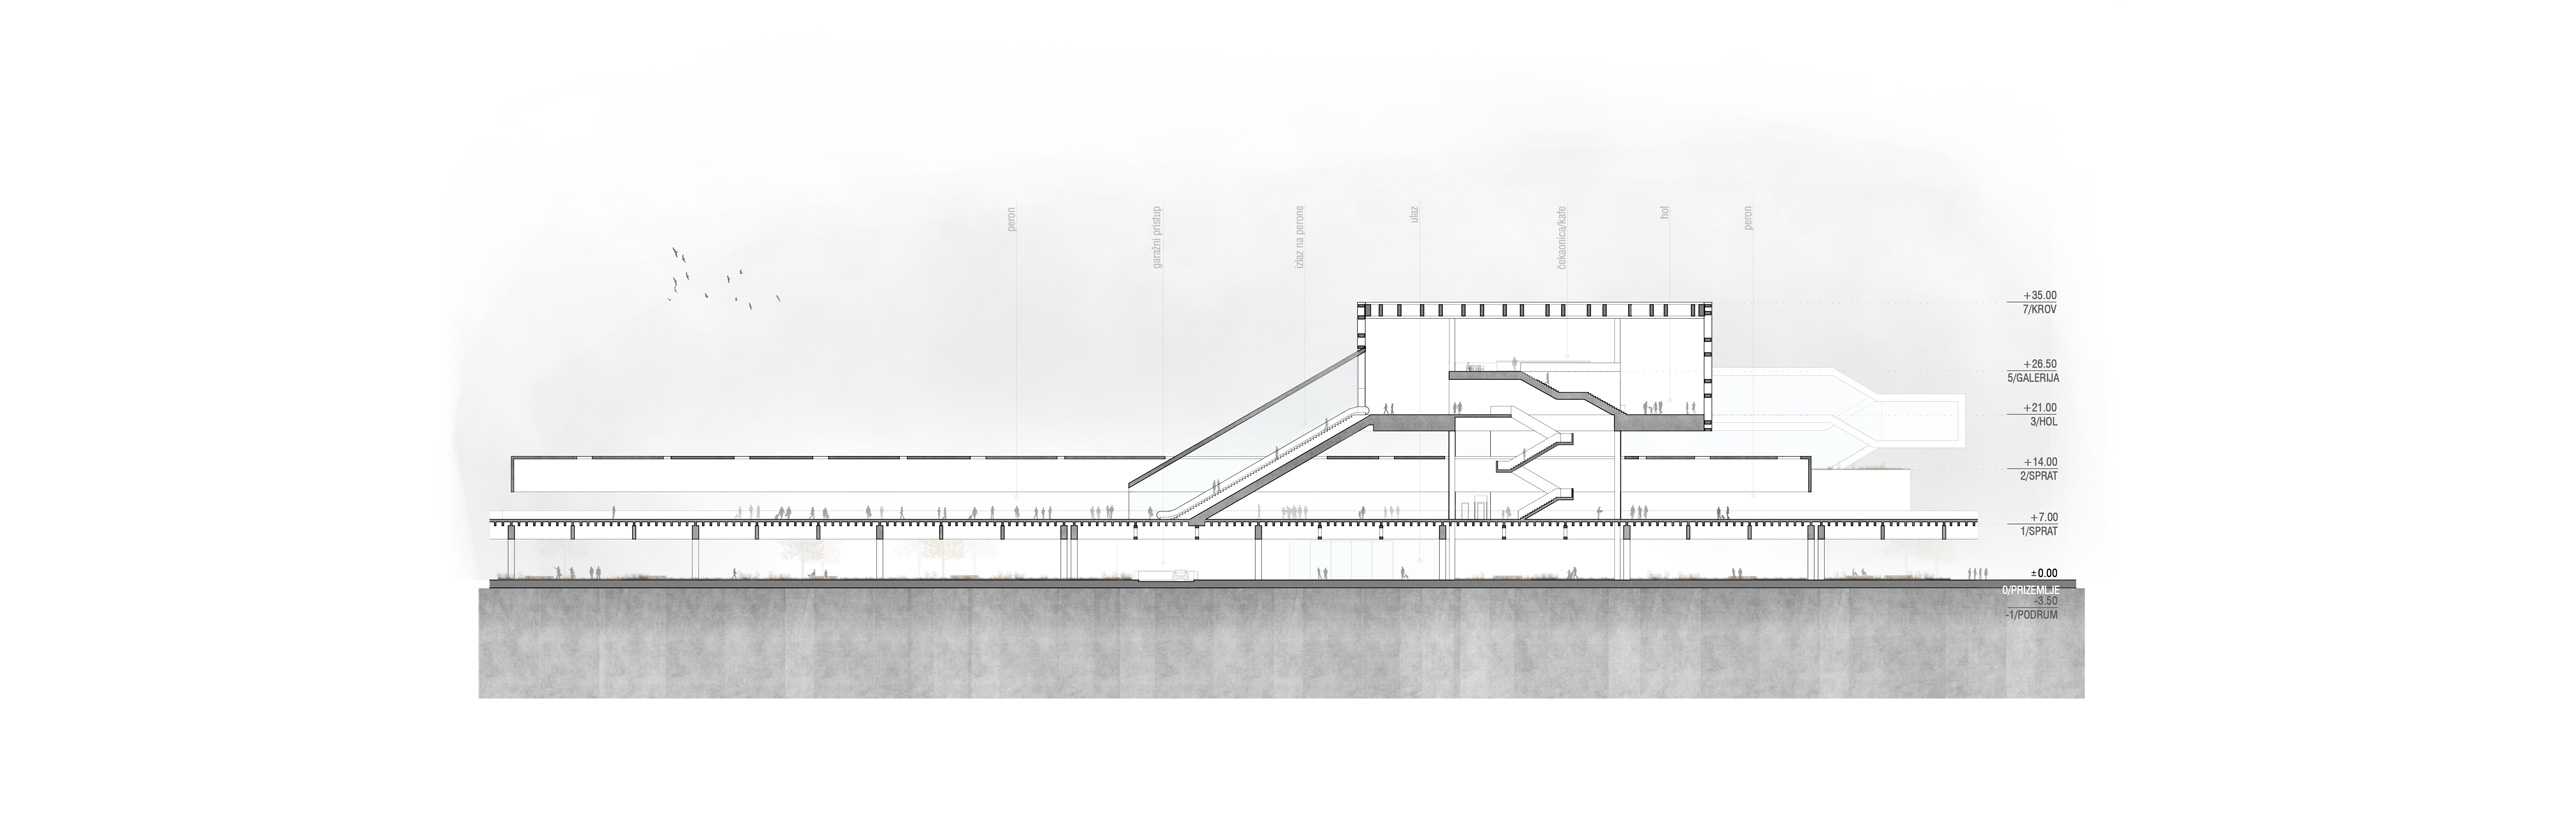 peron
garažni pristup
izlaz na perone
ulaz
čekaonica/kafe
hol
peron
+35.00
7/KROV
+26.50
5/GALERIJA
+21.00
3/HOL
+14.00
2/SPRAT
+7.00
1/SPRAT
±0.00
0/PRIZEMLJE
-3.50
-1/PODRUM